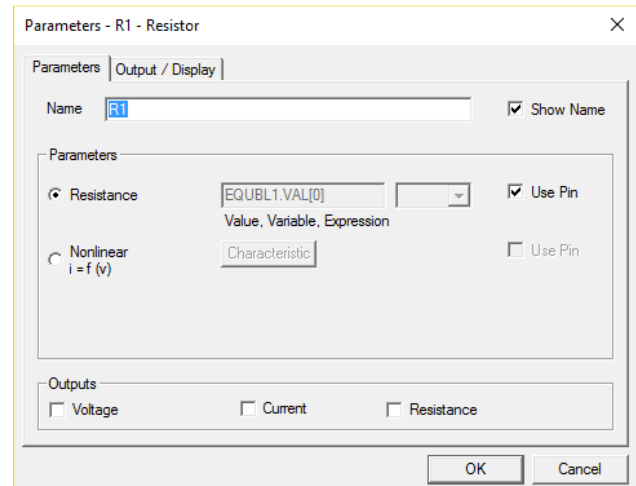 Parameters - R1 - Resistor
Parameters Output / Display
Name R1 Show Name
Parameters
Resistance EQUBL1.VAL[0] Use Pin
Value, Variable, Expression
Nonlinear Characteristic Use Pin
i = f (v)
Outputs
Voltage Current Resistance
OK Cancel